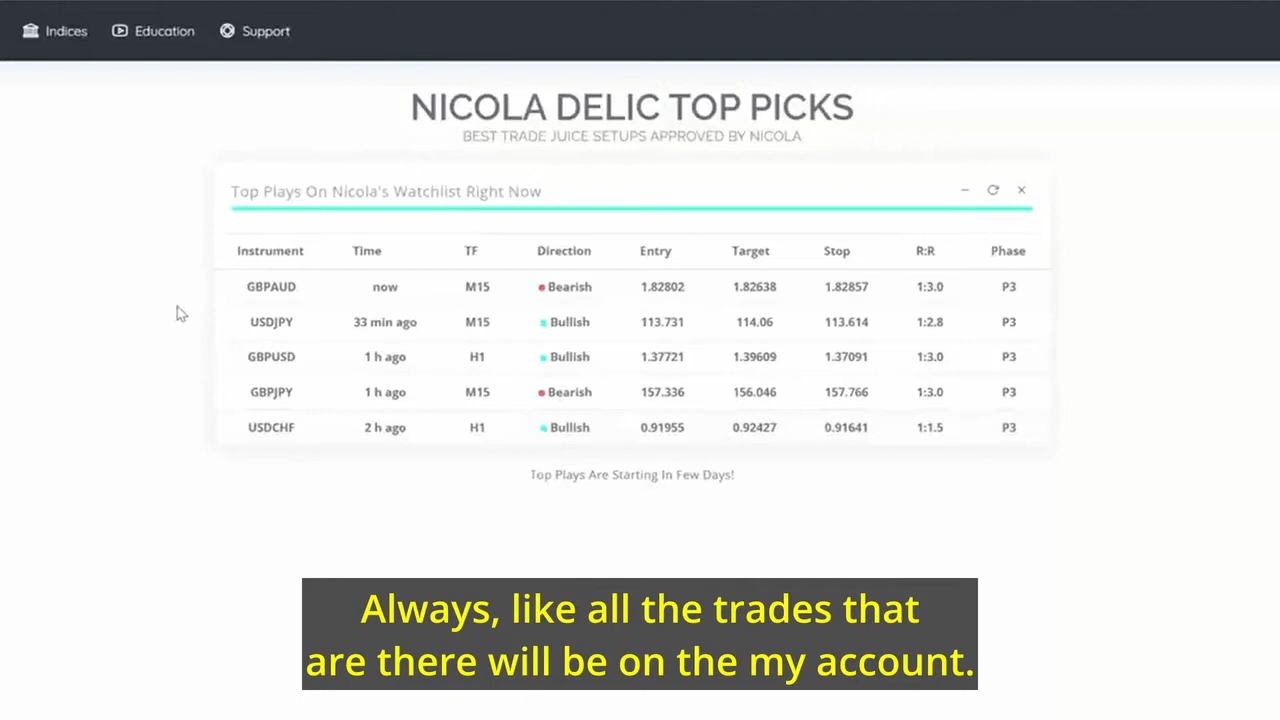 Indices Education Support
NICOLA DELIC TOP PICKS
BEST TRADE JUICE SETUPS APPROVED BY NICOLA
Top Plays On Nicola's Watchlist Right Now
Instrument Time TF Direction Entry Target Stop R:R Phase
GBPAUD now M15 Bearish 1.82802 1.82638 1.82857 1:3.0 P3
USDJPY 33 min ago M15 Bullish 113.731 114.06 113.614 1:2.8 P3
GBPUSD 1 h ago H1 Bullish 1.37721 1.39609 1.37091 1:3.0 P3
GBPJPY 1 h ago M15 Bearish 157.336 156.046 157.766 1:3.0 P3
USDCHF 2 h ago H1 Bullish 0.91955 0.92427 0.91641 1:1.5 P3
Top Plays Are Starting In Few Days!
Always, like all the trades that
are there will be on the my account.